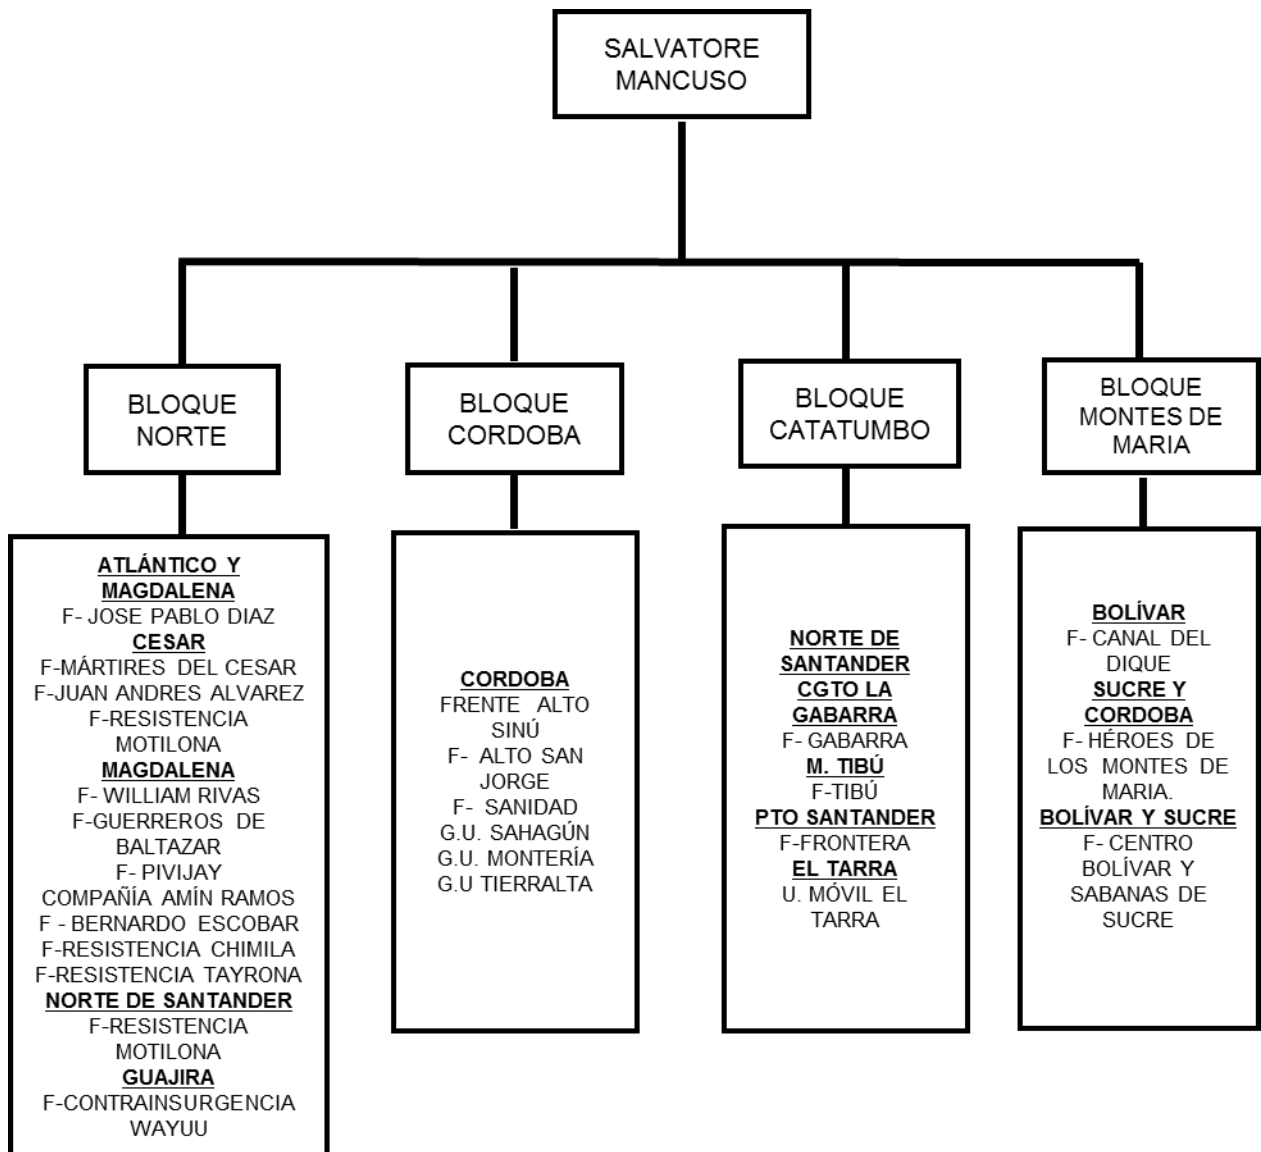 SALVATORE
MANCUSO
BLOQUE
NORTE
BLOQUE
CORDOBA
BLOQUE
CATATUMBO
BLOQUE
MONTES DE
MARIA
ATLÁNTICO Y
MAGDALENA
F- JOSE PABLO DIAZ
CESAR
F-MÁRTIRES DEL CESAR
F-JUAN ANDRES ALVAREZ
F-RESISTENCIA
MOTILONA
MAGDALENA
F- WILLIAM RIVAS
F-GUERREROS DE
BALTAZAR
F- PIVIJAY
COMPAÑÍA AMÍN RAMOS
F - BERNARDO ESCOBAR
F-RESISTENCIA CHIMILA
F-RESISTENCIA TAYRONA
NORTE DE SANTANDER
F-RESISTENCIA
MOTILONA
GUAJIRA
F-CONTRAINSURGENCIA
WAYUU
CORDOBA
FRENTE ALTO
SINÚ
F- ALTO SAN
JORGE
F- SANIDAD
G.U. SAHAGÚN
G.U. MONTERÍA
G.U TIERRALTA
NORTE DE
SANTANDER
CGTO LA
GABARRA
F- GABARRA
M. TIBÚ
F-TIBÚ
PTO SANTANDER
F-FRONTERA
EL TARRA
U. MÓVIL EL
TARRA
BOLÍVAR
F- CANAL DEL
DIQUE
SUCRE Y
CORDOBA
F- HÉROES DE
LOS MONTES DE
MARIA.
BOLÍVAR Y SUCRE
F- CENTRO
BOLÍVAR Y
SABANAS DE
SUCRE